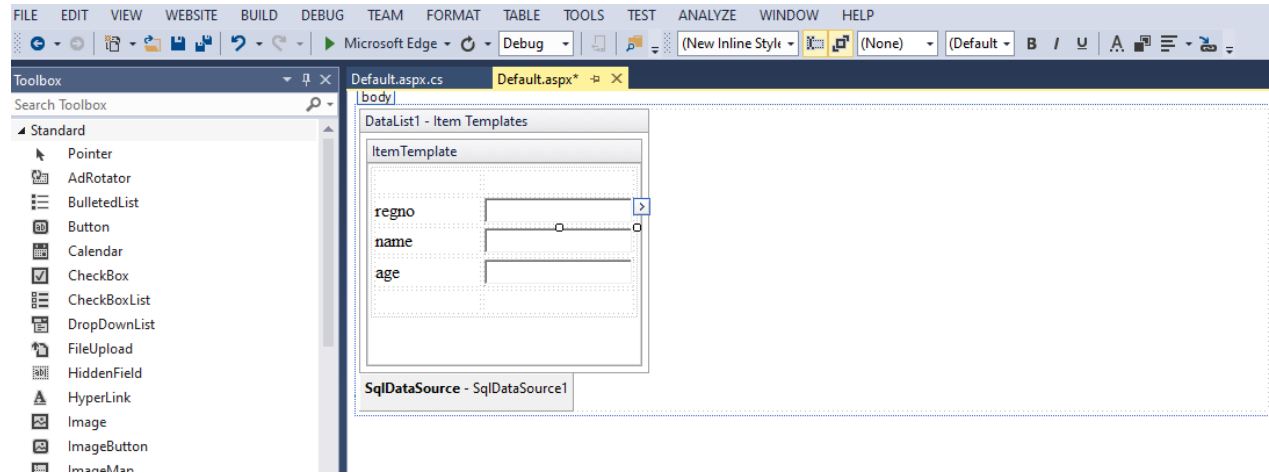 FILE EDIT VIEW WEBSITE BUILD DEBUG TEAM FORMAT TABLE TOOLS TEST ANALYZE WINDOW HELP
Microsoft Edge Debug (New Inline Style (None) (Default B I U A
Toolbox
Default.aspx.cs Default.aspx*
Search Toolbox
body
Standard
DataList1 - Item Templates
Pointer
ItemTemplate
AdRotator
BulletedList
regno
Button
name
Calendar
age
CheckBox
CheckBoxList
DropDownList
FileUpload
HiddenField
SqlDataSource - SqlDataSource1
HyperLink
Image
ImageButton
ImageMap